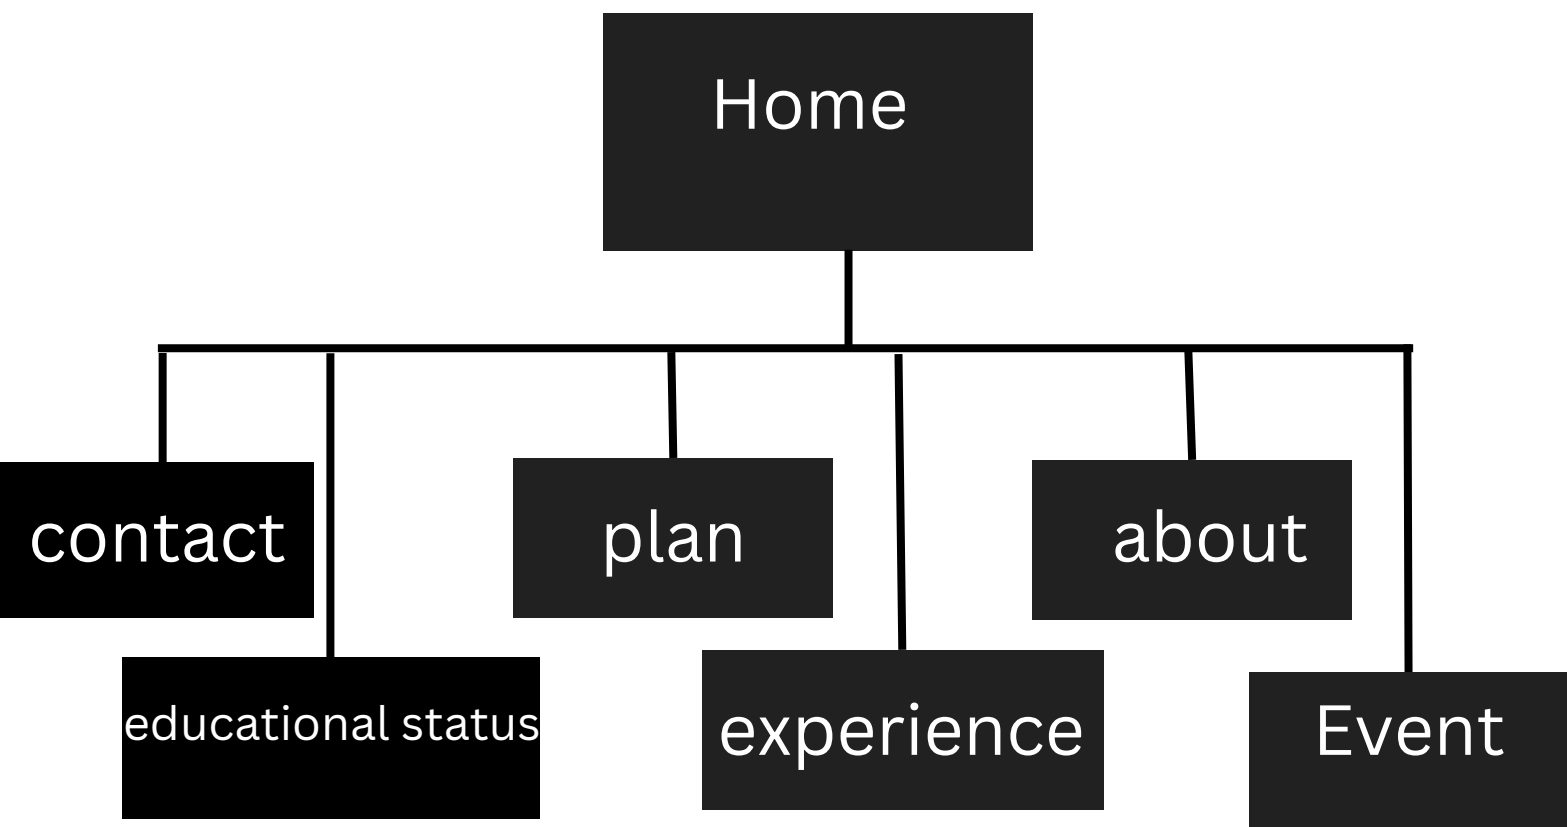 Home
contact
plan
about
educational status
experience
Event